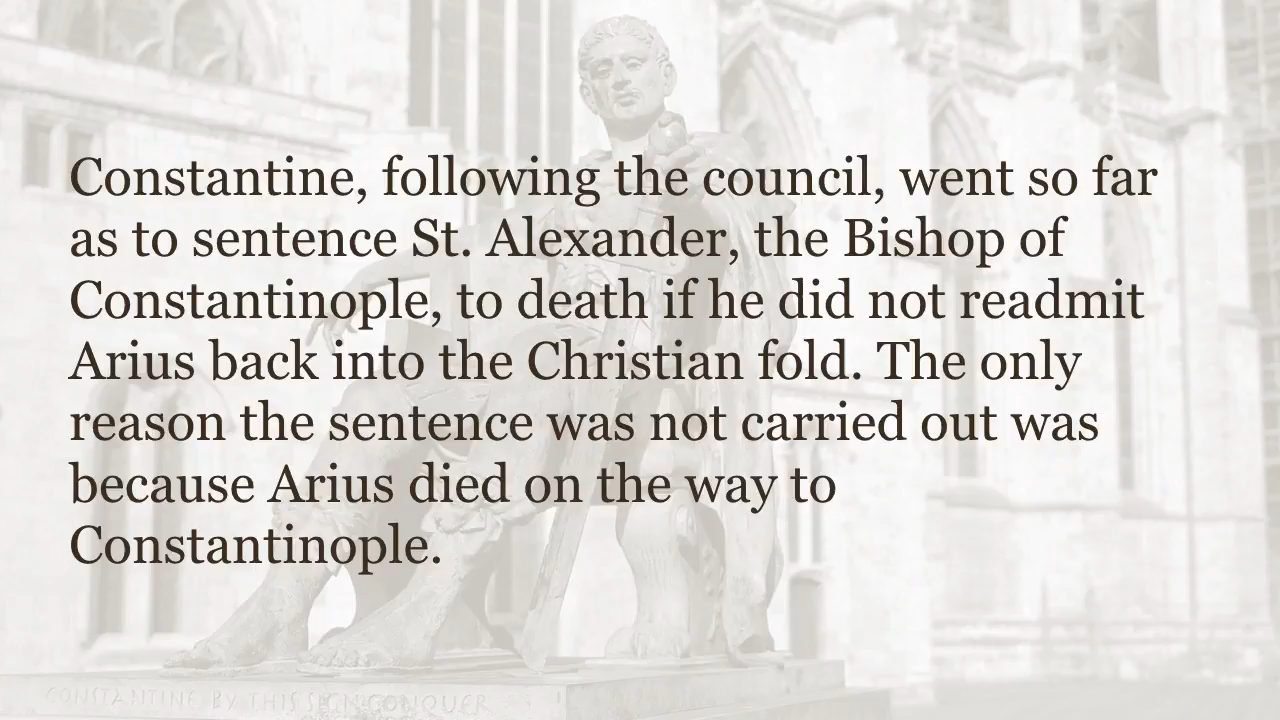 Constantine, following the council, went so far
as to sentence St. Alexander, the Bishop of
Constantinople, to death if he did not readmit
Arius back into the Christian fold. The only
reason the sentence was not carried out was
because Arius died on the way to
Constantinople.
CONSTANTINE BY THIS SIGN CONQUER